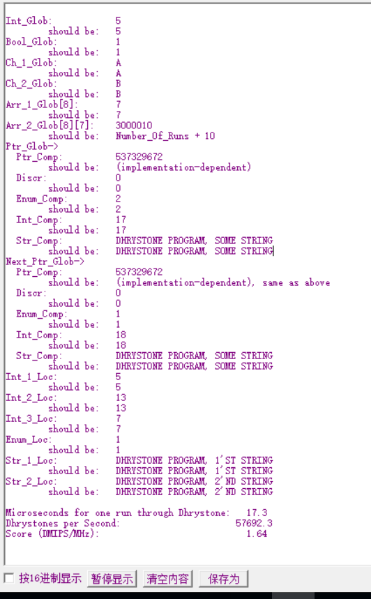 Int_Glob: 5
should be: 5
Bool_Glob: 1
should be: 1
Ch_1_Glob: A
should be: A
Ch_2_Glob: B
should be: B
Arr_1_Glob[8]: 7
should be: 7
Arr_2_Glob[8][7]: 3000010
should be: Number_Of_Runs + 10
Ptr_Glob->
Ptr_Comp: 537329672
should be: (implementation-dependent)
Discr: 0
should be: 0
Enum_Comp: 2
should be: 2
Int_Comp: 17
should be: 17
Str_Comp: DHRYSTONE PROGRAM, SOME STRING
should be: DHRYSTONE PROGRAM, SOME STRING
Next_Ptr_Glob->
Ptr_Comp: 537329672
should be: (implementation-dependent), same as above
Discr: 0
should be: 0
Enum_Comp: 1
should be: 1
Int_Comp: 18
should be: 18
Str_Comp: DHRYSTONE PROGRAM, SOME STRING
should be: DHRYSTONE PROGRAM, SOME STRING
Int_1_Loc: 5
should be: 5
Int_2_Loc: 13
should be: 13
Int_3_Loc: 7
should be: 7
Enum_Loc: 1
should be: 1
Str_1_Loc: DHRYSTONE PROGRAM, 1'ST STRING
should be: DHRYSTONE PROGRAM, 1'ST STRING
Str_2_Loc: DHRYSTONE PROGRAM, 2'ND STRING
should be: DHRYSTONE PROGRAM, 2'ND STRING
Microseconds for one run through Dhrystone: 17.3
Dhrystones per Second: 57692.3
Score (DMIPS/MHz): 1.64
按16进制显示 暂停显示 清空内容 保存为